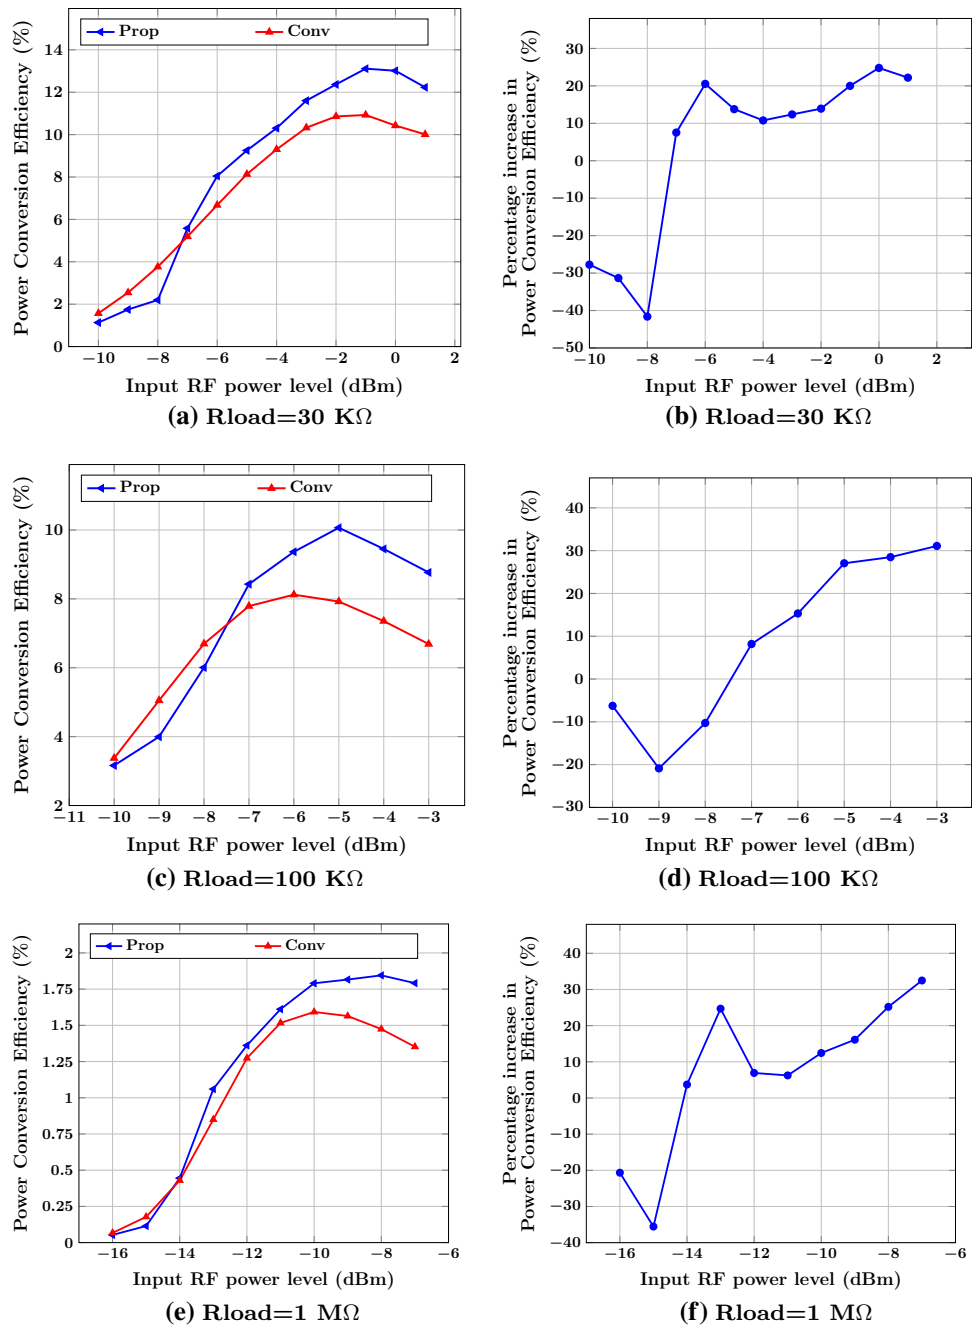 Prop Conv
Power Conversion Efficiency (%)
14
12
10
8
6
4
2
0
−10 −8 −6 −4 −2 0 2
Input RF power level (dBm)
(a) Rload=30 KΩ
Percentage increase in
Power Conversion Efficiency (%)
30
20
10
0
−10
−20
−30
−40
−50
−10 −8 −6 −4 −2 0 2
Input RF power level (dBm)
(b) Rload=30 KΩ
Prop Conv
Power Conversion Efficiency (%)
10
8
6
4
2
−11 −10 −9 −8 −7 −6 −5 −4 −3
Input RF power level (dBm)
(c) Rload=100 KΩ
Percentage increase in
Power Conversion Efficiency (%)
40
30
20
10
0
−10
−20
−30
−10 −9 −8 −7 −6 −5 −4 −3
Input RF power level (dBm)
(d) Rload=100 KΩ
Prop Conv
Power Conversion Efficiency (%)
2
1.75
1.5
1.25
1
0.75
0.5
0.25
0
−16 −14 −12 −10 −8 −6
Input RF power level (dBm)
(e) Rload=1 MΩ
Percentage increase in
Power Conversion Efficiency (%)
40
30
20
10
0
−10
−20
−30
−40
−16 −14 −12 −10 −8 −6
Input RF power level (dBm)
(f) Rload=1 MΩ